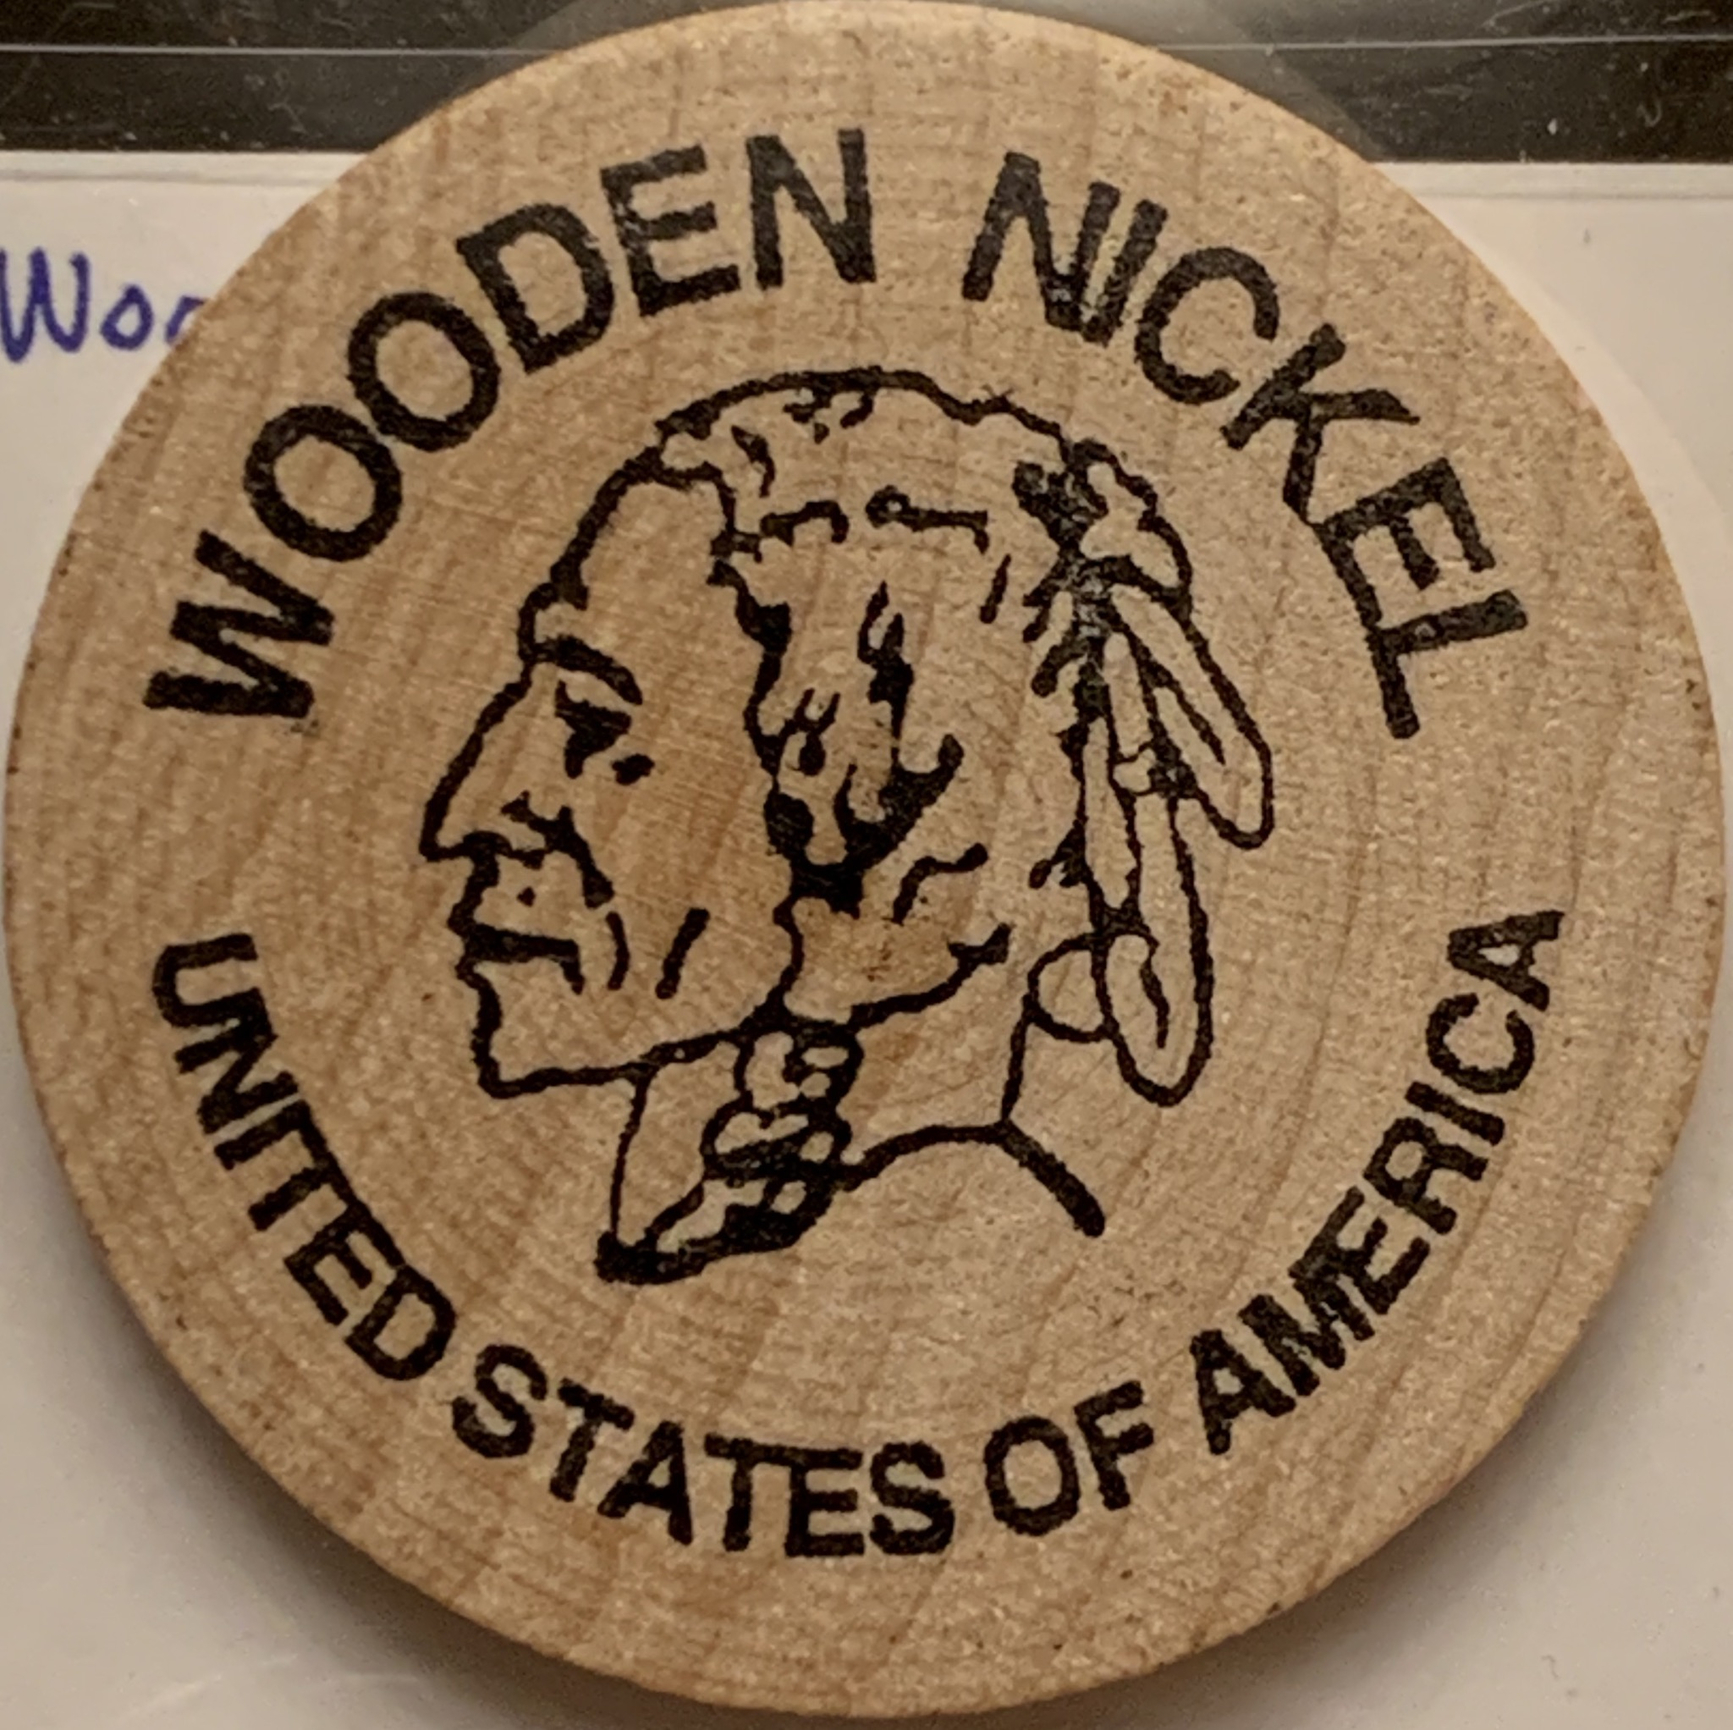 WOODEN NICKEL
UNITED STATES OF AMERICA